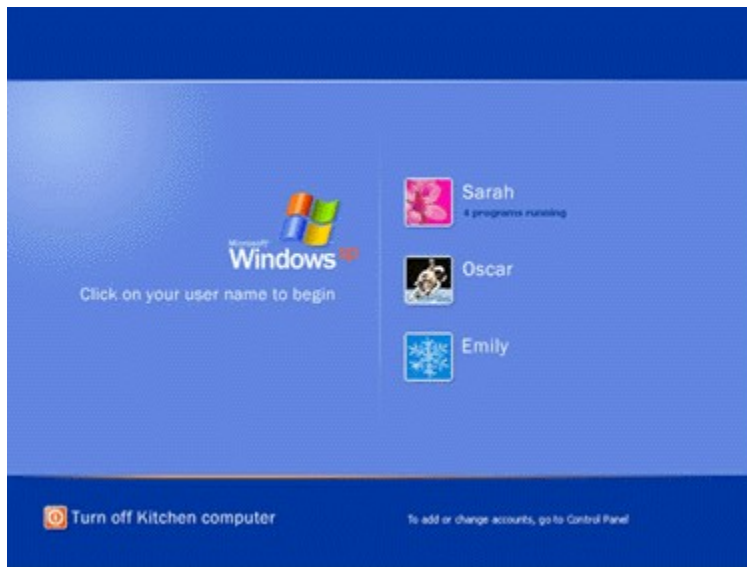 Microsoft
Windows xp
Click on your user name to begin
Sarah
4 programs running
Oscar
Emily
Turn off Kitchen computer
To add or change accounts, go to Control Panel